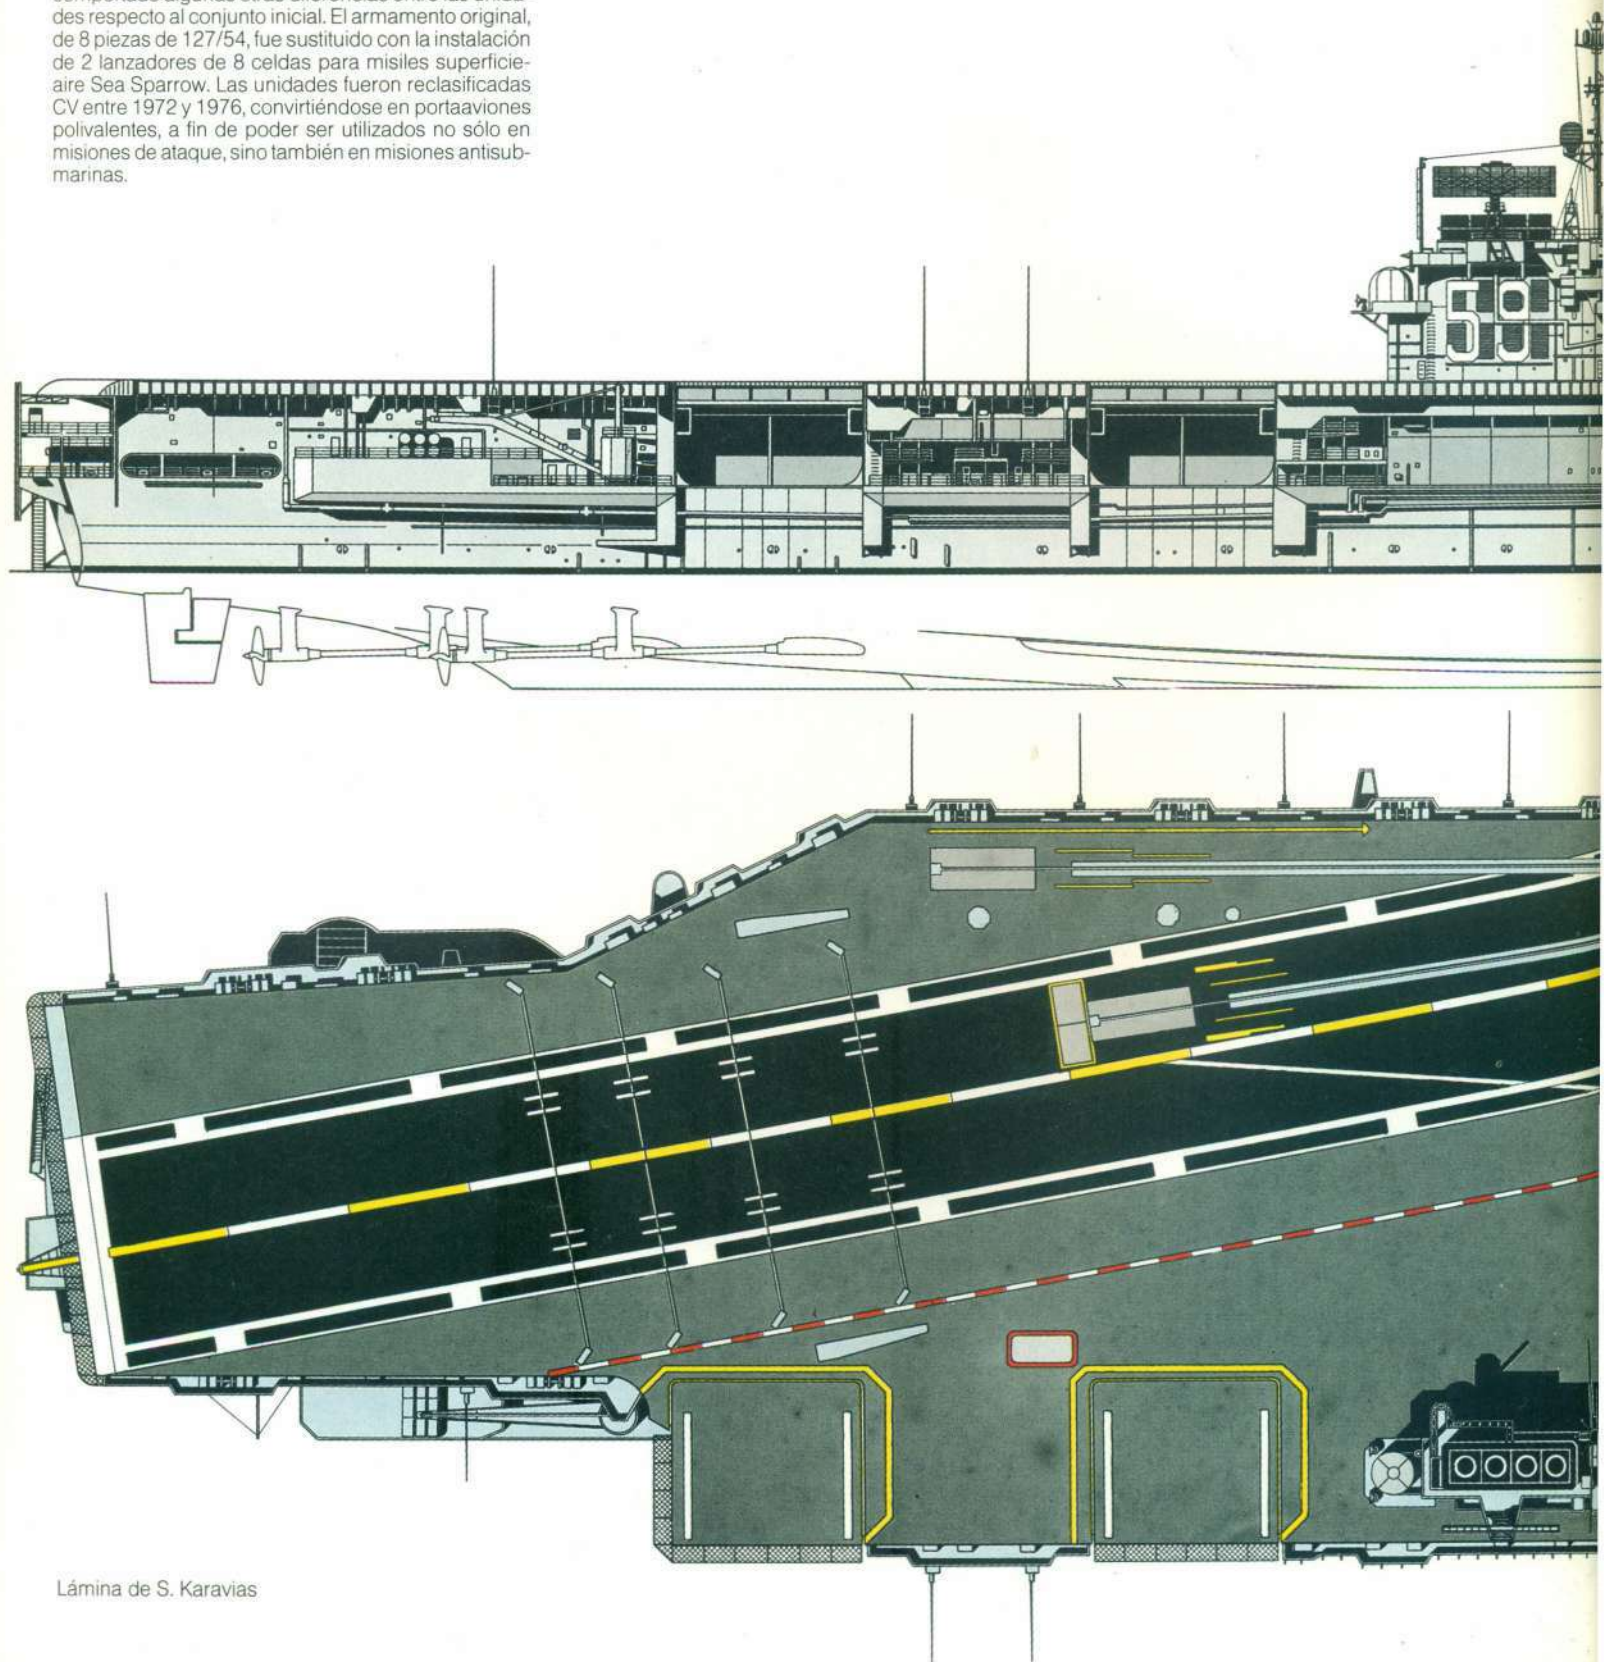 des respecto al conjunto inicial. El armamento original,
de 8 piezas de 127/54, fue sustituido con la instalación
de 2 lanzadores de 8 celdas para misiles superficie-
aire Sea Sparrow. Las unidades fueron reclasificadas
CV entre 1972 y 1976, convirtiéndose en portaaviones
polivalentes, a fin de poder ser utilizados no sólo en
misiones de ataque, sino también en misiones antisub-
marinas.
59
Lámina de S. Karavias